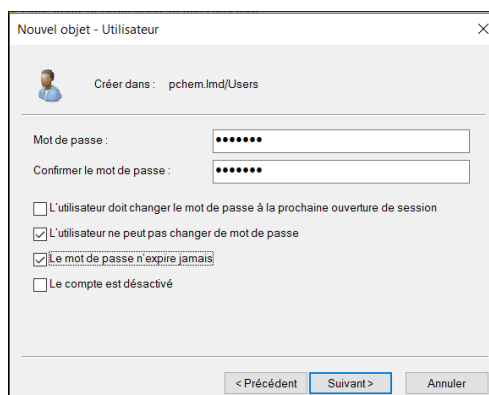 Nouvel objet - Utilisateur
Créer dans : pchem.lmd/Users
Mot de passe :
•••••••
Confirmer le mot de passe :
•••••••
L'utilisateur doit changer le mot de passe à la prochaine ouverture de session
L'utilisateur ne peut pas changer de mot de passe
Le mot de passe n'expire jamais
Le compte est désactivé
< Précédent Suivant > Annuler